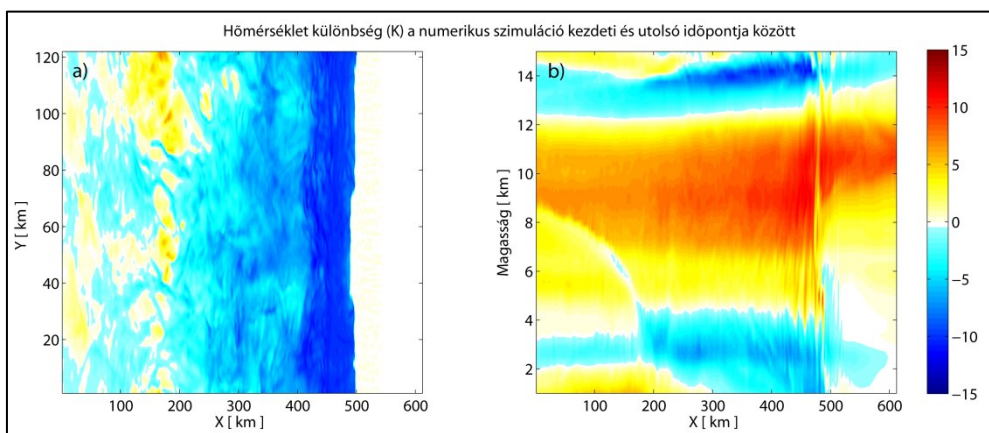 Hõmérséklet különbség (K) a numerikus szimuláció kezdeti és utolsó idõpontja között
a)
Y [ km ]
120
100
80
60
40
20
100 200 300 400 500 600
X [ km ]
b)
Magasság [ km ]
14
12
10
8
6
4
2
100 200 300 400 500 600
X [ km ]
15
10
5
0
−5
−10
−15